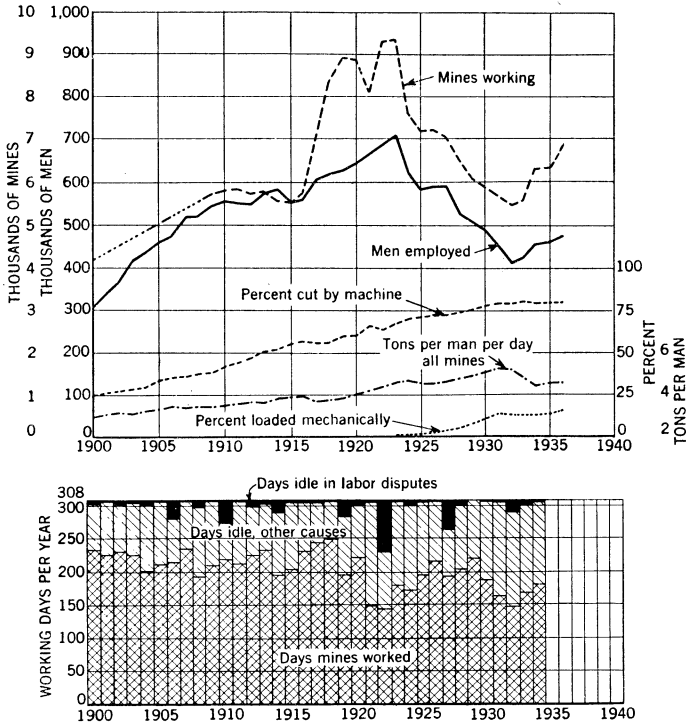 10 1,000
9 900
8 800
7 700
6 600
5 500
4 400
3 300
2 200
1 100
0 0
THOUSANDS OF MINES
THOUSANDS OF MEN
Mines working
Men employed
Percent cut by machine
Tons per man per day
all mines
Percent loaded mechanically
100
75
50 6
25 4
0 2
PERCENT
TONS PER MAN
1900 1905 1910 1915 1920 1925 1930 1935 1940
Days idle in labor disputes
308
300
250
200
150
100
50
0
WORKING DAYS PER YEAR
Days idle, other causes
Days mines worked
1900 1905 1910 1915 1920 1925 1930 1935 1940